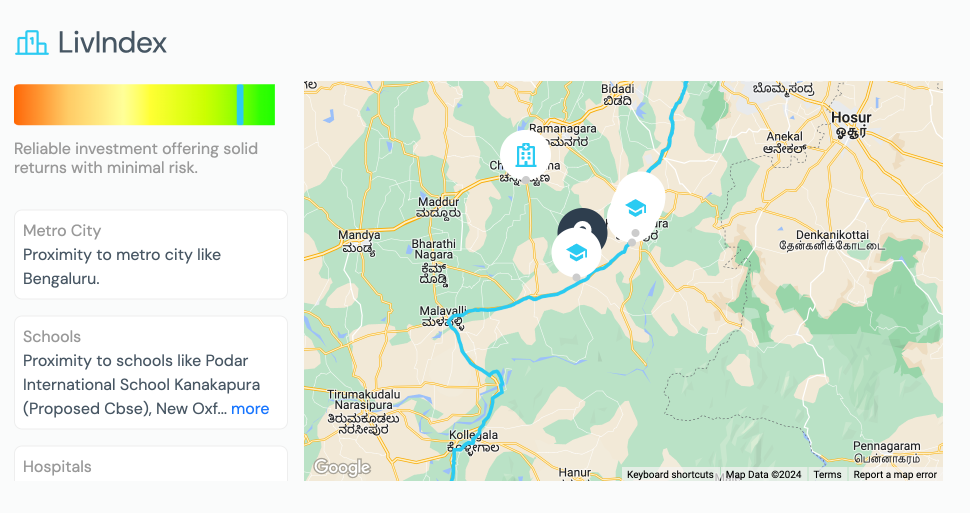 LivIndex
Reliable investment offering solid
returns with minimal risk.
Metro City
Proximity to metro city like
Bengaluru.
Schools
Proximity to schools like Podar
International School Kanakapura
(Proposed Cbse), New Oxf... more
Hospitals
Bidadi
ಬಿಡದಿ
ಬೊಮ್ಮಸಂದ್ರ
Hosur
ஓசூர்
Ramanagara
Anekal
ಆನೇಕಲ್
Maddur
ಮದ್ದೂರು
Mandya
ಮಂಡ್ಯ
Bharathi
Nagara
ಕೆಎಮ್
ದೊಡ್ಡಿ
Denkanikottai
தேன்கனிக்கோட்டை
Malavalli
ಮಳವಳ್ಳಿ
Tirumakudalu
Narasipura
ತಿರುಮಕೂಡಲು
ನರಸೀಪುರ
Kollegala
ಕೊಳ್ಳೇಗಾಲ
Pennagaram
பென்னாகரம்
Hanur
Google
Keyboard shortcuts
Map Data ©2024
Terms
Report a map error